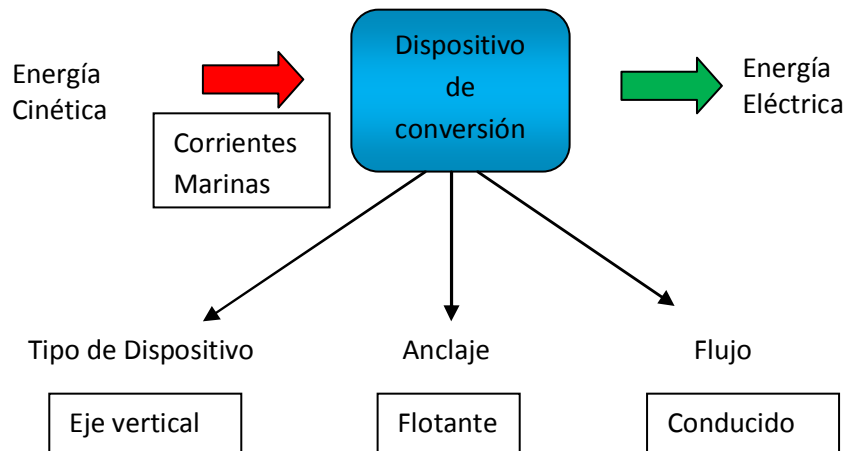 Energía
Cinética
Corrientes
Marinas
Dispositivo
de
conversión
Energía
Eléctrica
Tipo de Dispositivo
Anclaje
Flujo
Eje vertical
Flotante
Conducido